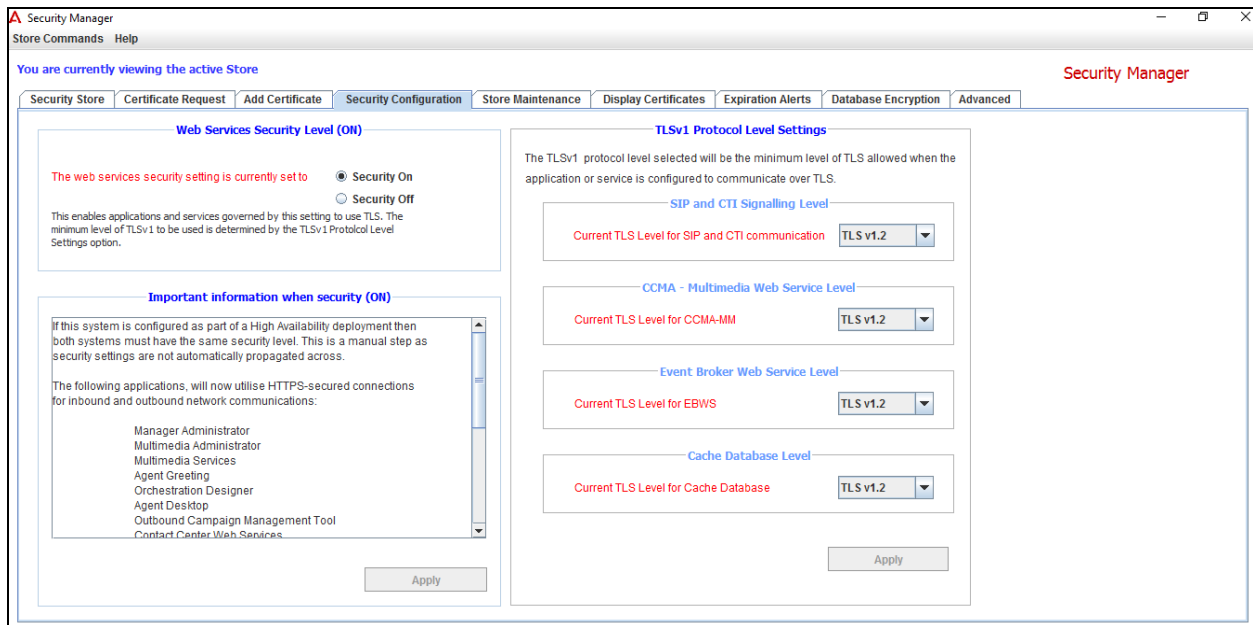 Security Manager
Store Commands Help
You are currently viewing the active Store
Security Manager
Security Store Certificate Request Add Certificate Security Configuration Store Maintenance Display Certificates Expiration Alerts Database Encryption Advanced
Web Services Security Level (ON)
The web services security setting is currently set to
Security On
Security Off
This enables applications and services governed by this setting to use TLS. The
minimum level of TLSv1 to be used is determined by the TLSv1 Protolcol Level
Settings option.
Important information when security (ON)
If this system is configured as part of a High Availability deployment then
both systems must have the same security level. This is a manual step as
security settings are not automatically propagated across.
The following applications, will now utilise HTTPS-secured connections
for inbound and outbound network communications:
Manager Administrator
Multimedia Administrator
Multimedia Services
Agent Greeting
Orchestration Designer
Agent Desktop
Outbound Campaign Management Tool
Contact Center Web Services
Apply
TLSv1 Protocol Level Settings
The TLSv1 protocol level selected will be the minimum level of TLS allowed when the
application or service is configured to communicate over TLS.
SIP and CTI Signalling Level
Current TLS Level for SIP and CTI communication TLS v1.2
CCMA - Multimedia Web Service Level
Current TLS Level for CCMA-MM TLS v1.2
Event Broker Web Service Level
Current TLS Level for EBWS TLS v1.2
Cache Database Level
Current TLS Level for Cache Database TLS v1.2
Apply